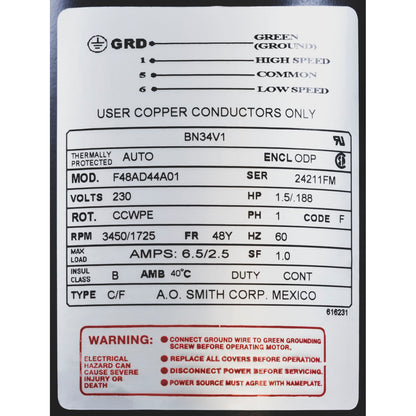 GRD GREEN (GROUND)
1 HIGH SPEED
5 COMMON
6 LOW SPEED
USER COPPER CONDUCTORS ONLY
BN34V1
THERMALLY PROTECTED AUTO ENCL ODP
MOD. F48AD44A01 SER 24211FM
VOLTS 230 HP 1.5/.188
ROT. CCWPE PH 1 CODE F
RPM 3450/1725 FR 48Y HZ 60
MAX LOAD AMPS: 6.5/2.5 SF 1.0
INSUL CLASS B AMB 40°C DUTY CONT
TYPE C/F A.O. SMITH CORP. MEXICO
616231
WARNING:
ELECTRICAL
HAZARD CAN
CAUSE SEVERE
INJURY OR
DEATH
● CONNECT GROUND WIRE TO GREEN GROUNDING
SCREW BEFORE OPERATING MOTOR.
● REPLACE ALL COVERS BEFORE OPERATION.
● DISCONNECT POWER BEFORE SERVICING.
● POWER SOURCE MUST AGREE WITH NAMEPLATE.